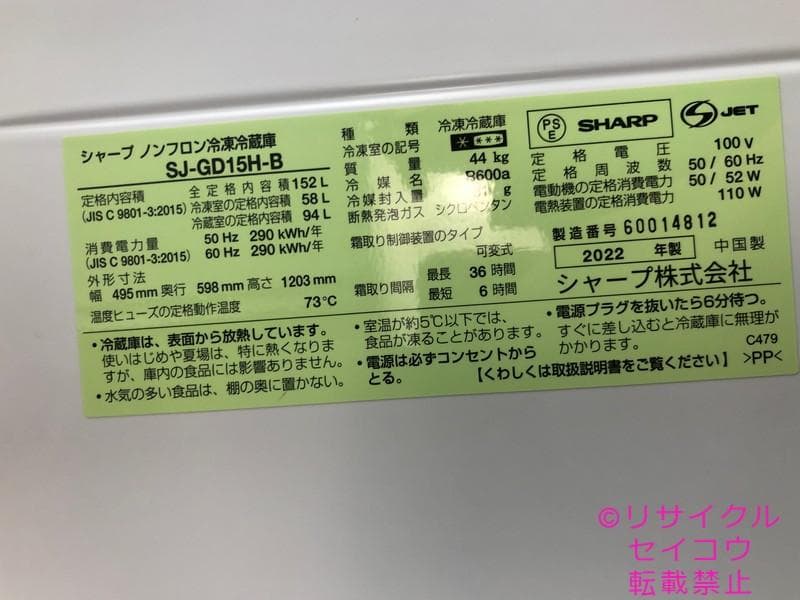 シャープ ノンフロン冷凍冷蔵庫
SJ-GD15H-B
定格内容積
(JIS C 9801-3:2015)
全定格内容積 152 L
冷凍室の定格内容積 58 L
冷蔵室の定格内容積 94 L
消費電力量
(JIS C 9801-3:2015)
50 Hz 290 kWh/年
60 Hz 290 kWh/年
外形寸法
幅 495 mm 奥行 598 mm 高さ 1203 mm
温度ヒューズの定格動作温度 73℃
種類 冷凍冷蔵庫
冷凍室の記号 * ***
質量 44 kg
冷媒名 R600a
冷媒封入量 g
断熱発泡ガス シクロペンタン
霜取り制御装置のタイプ
可変式
霜取り間隔
最長 36 時間
最短 6 時間
PS
E
SHARP
S JET
定格電圧 100 V
定格周波数 50 / 60 Hz
電動機の定格消費電力 50 / 52 W
電熱装置の定格消費電力 110 W
製造番号 60014812
2022 年製 中国製
シャープ株式会社
・冷蔵庫は、表面から放熱しています。
使いはじめや夏場は、特に熱くなりま
すが、庫内の食品には影響ありません。
・水気の多い食品は、棚の奥に置かない。
・室温が約5℃以下では、
食品が凍ることがあります。
・電源は必ずコンセントから
とる。
・電源プラグを抜いたら6分待つ。
すぐに差し込むと冷蔵庫に無理が
かかります。
C479
【くわしくは取扱説明書をご覧ください】 >PP<
©リサイクル
セイコウ
転載禁止